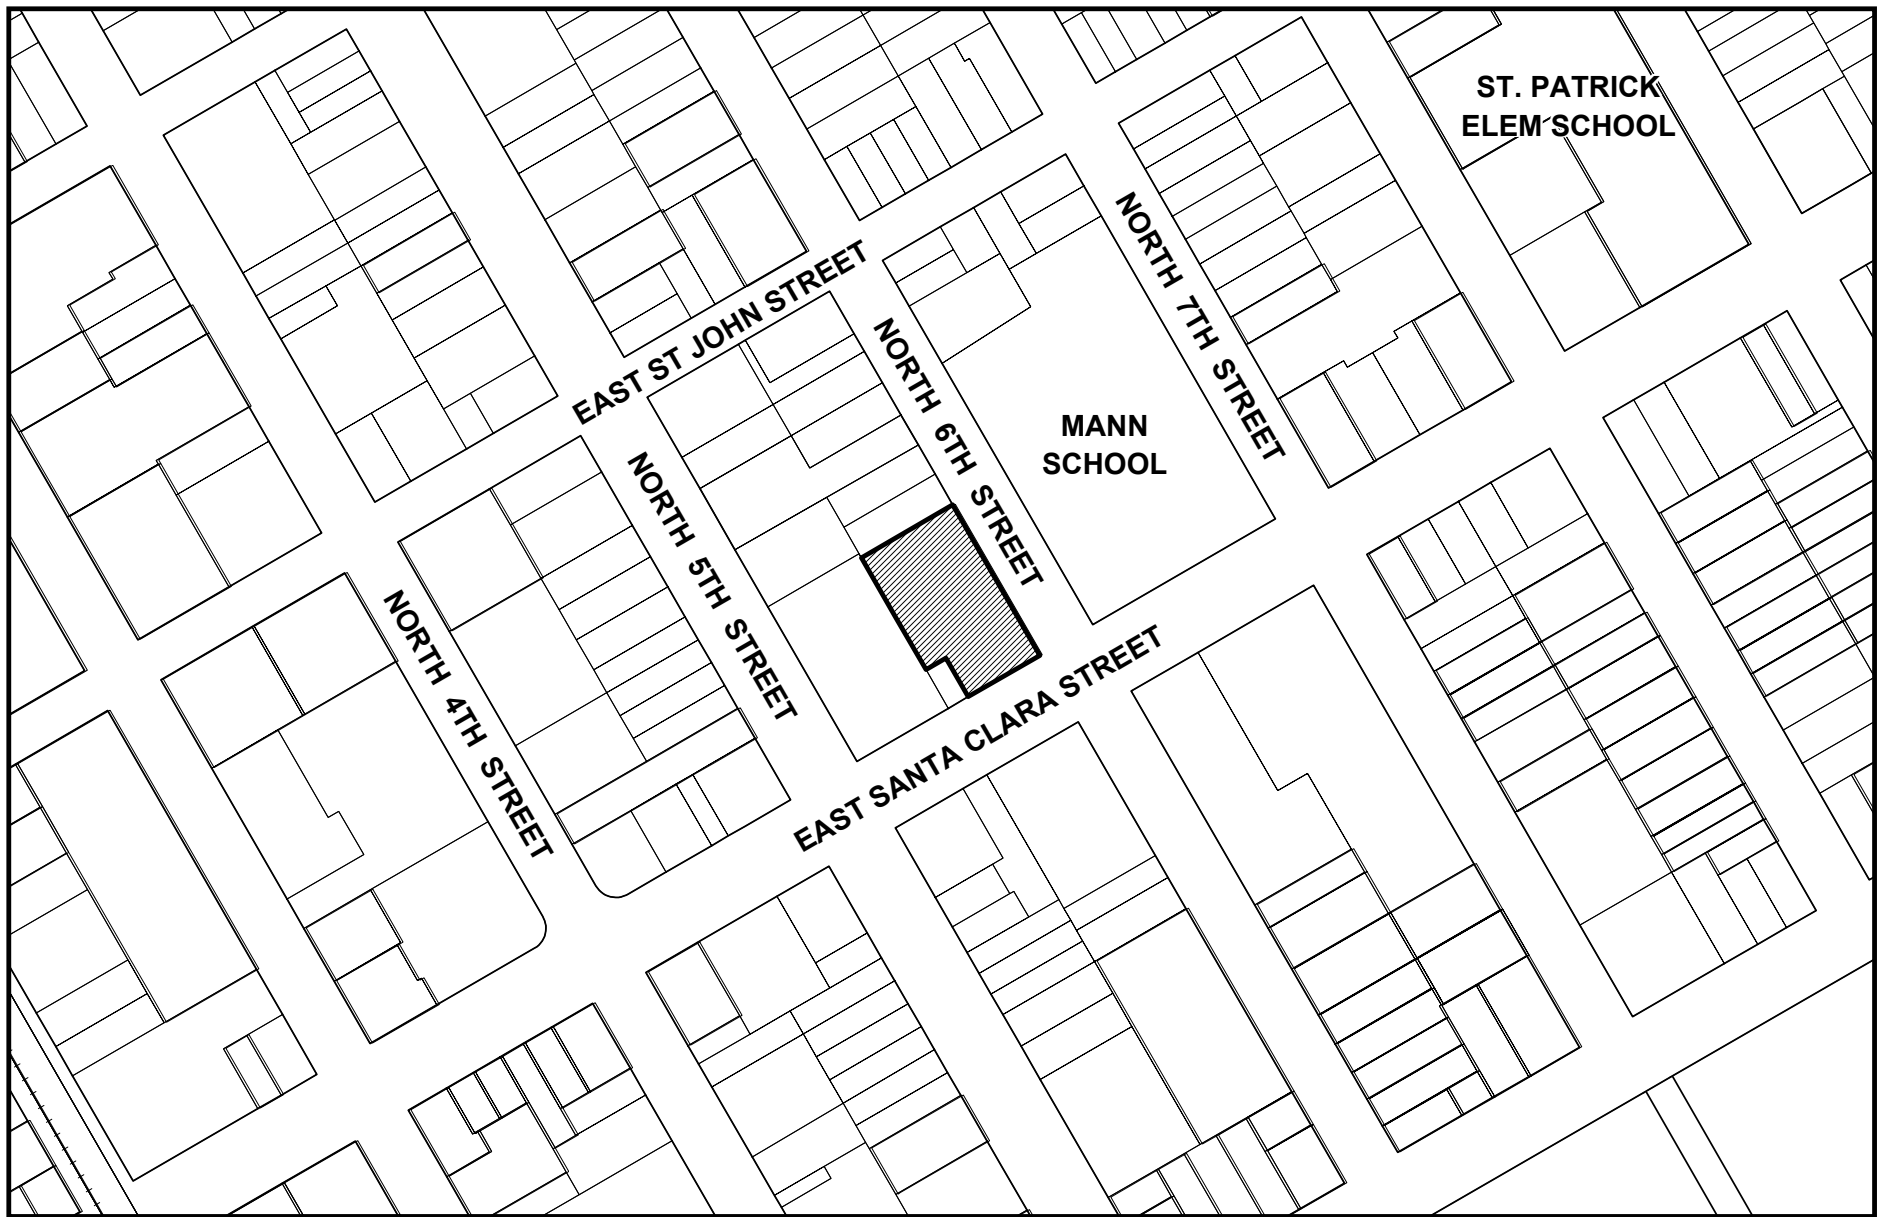 ST. PATRICK
ELEM SCHOOL
EAST ST JOHN STREET
NORTH 7TH STREET
NORTH 6TH STREET
MANN
SCHOOL
NORTH 5TH STREET
NORTH 4TH STREET
EAST SANTA CLARA STREET